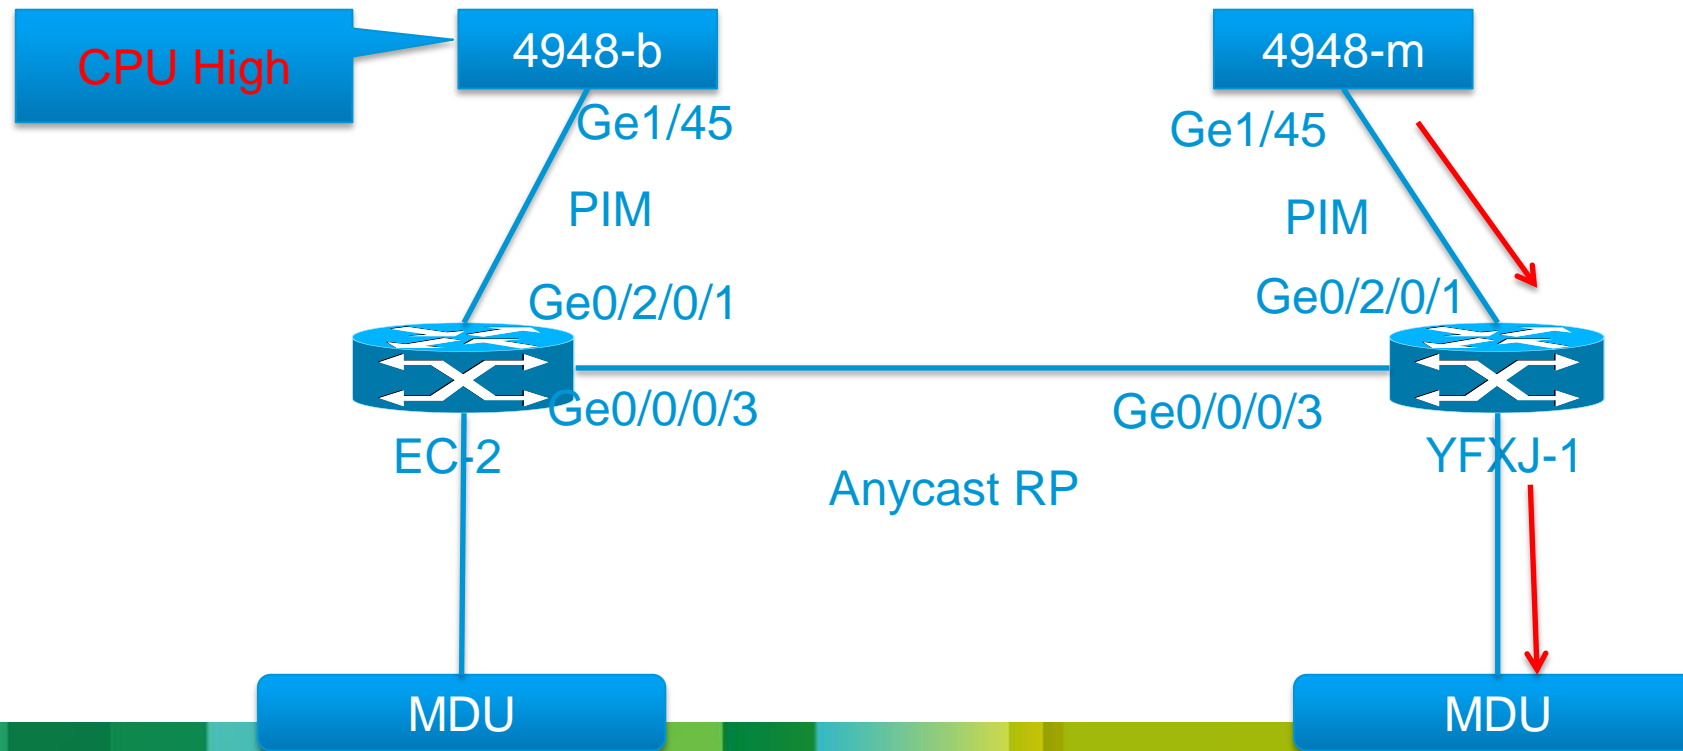 CPU High
4948-b
4948-m
Ge1/45
Ge1/45
PIM
PIM
Ge0/2/0/1
Ge0/2/0/1
Ge0/0/0/3
Ge0/0/0/3
EC-2
YFXJ-1
Anycast RP
MDU
MDU